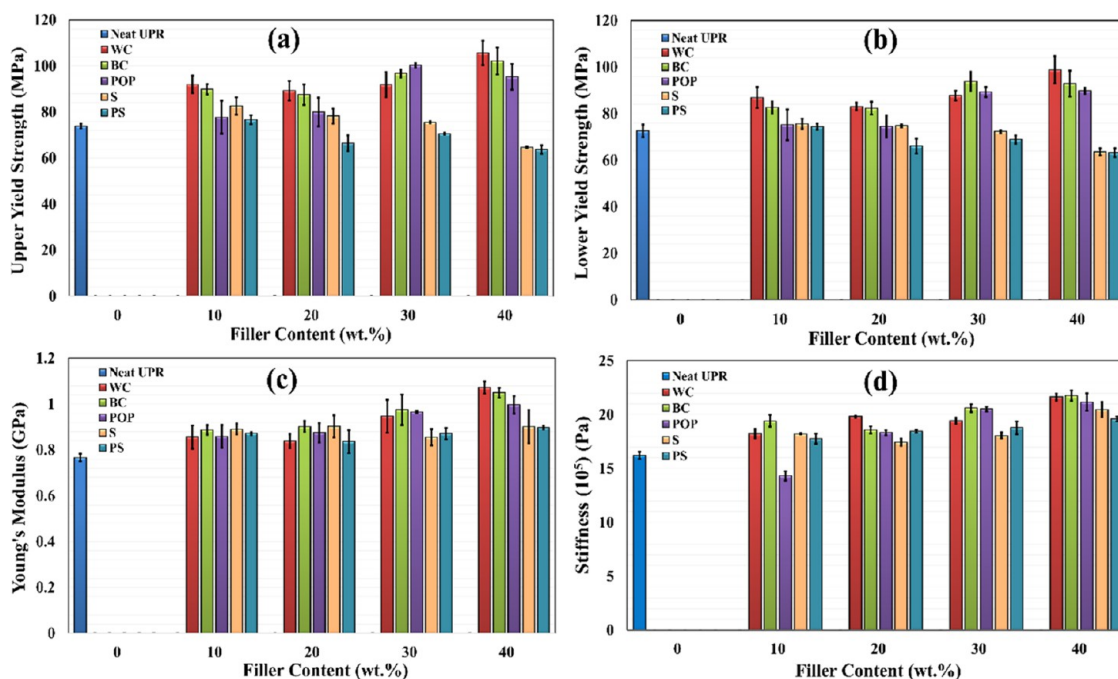 (a)
Upper Yield Strength (MPa)
120
100
80
60
40
20
0
Neat UPR
WC
BC
POP
S
PS
0 10 20 30 40
Filler Content (wt.%)
(b)
Lower Yield Strength (MPa)
120
100
80
60
40
20
0
Neat UPR
WC
BC
POP
S
PS
0 10 20 30 40
Filler Content (wt.%)
(c)
Young's Modulus (GPa)
1.2
1
0.8
0.6
0.4
0.2
0
Neat UPR
WC
BC
POP
S
PS
0 10 20 30 40
Filler Content (wt.%)
(d)
Stiffness (10⁵) (Pa)
25
20
15
10
5
0
Neat UPR
WC
BC
POP
S
PS
0 10 20 30 40
Filler Content (wt.%)